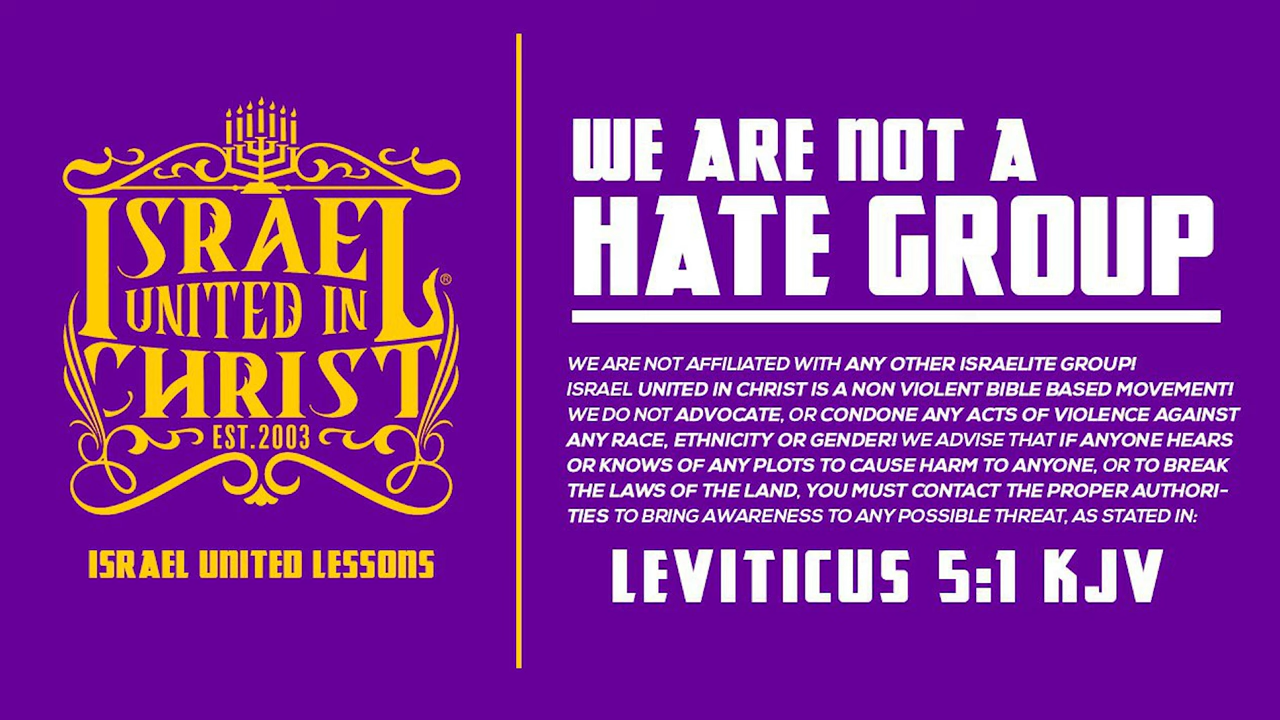 ISRAEL
UNITED IN
CHRIST
®
EST. 2003
ISRAEL UNITED LESSONS
WE ARE NOT A
HATE GROUP
WE ARE NOT AFFILIATED WITH ANY OTHER ISRAELITE GROUP!
ISRAEL UNITED IN CHRIST IS A NON VIOLENT BIBLE BASED MOVEMENT!
WE DO NOT ADVOCATE, OR CONDONE ANY ACTS OF VIOLENCE AGAINST
ANY RACE, ETHNICITY OR GENDER! WE ADVISE THAT IF ANYONE HEARS
OR KNOWS OF ANY PLOTS TO CAUSE HARM TO ANYONE, OR TO BREAK
THE LAWS OF THE LAND, YOU MUST CONTACT THE PROPER AUTHORI-
TIES TO BRING AWARENESS TO ANY POSSIBLE THREAT, AS STATED IN:
LEVITICUS 5:1 KJV